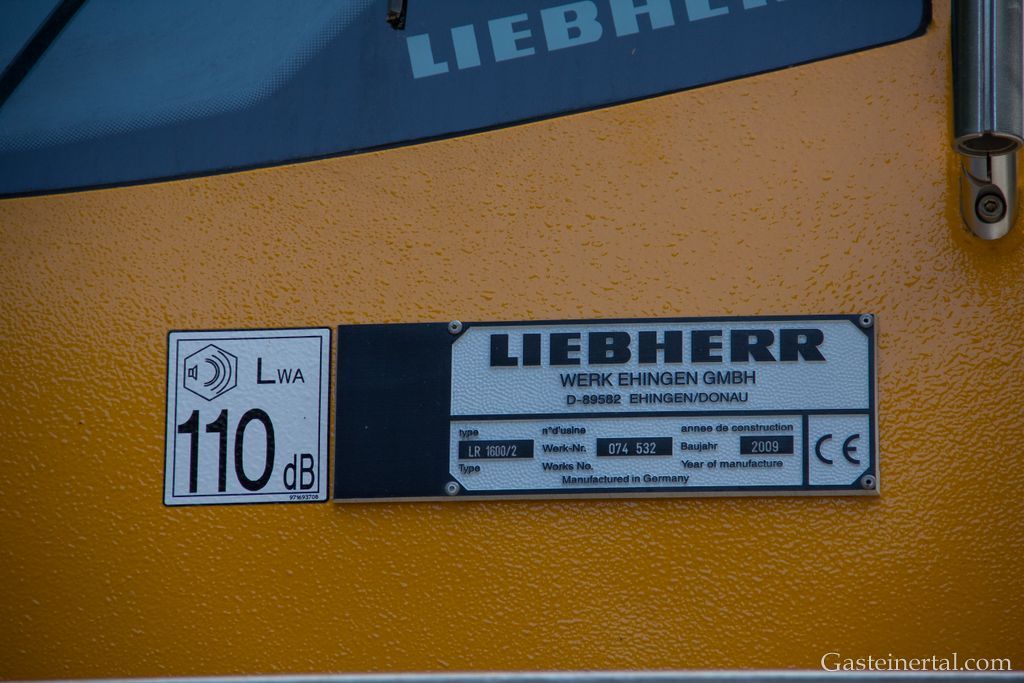 LIEBHERR
LWA
110 dB
971693708
LIEBHERR
WERK EHINGEN GMBH
D-89582 EHINGEN/DONAU
type n°d'usine annee de construction
LR 1600/2 Werk-Nr. 074 532 Baujahr 2009
Type Works No. Year of manufacture
Manufactured in Germany
CE
Gasteinertal.com